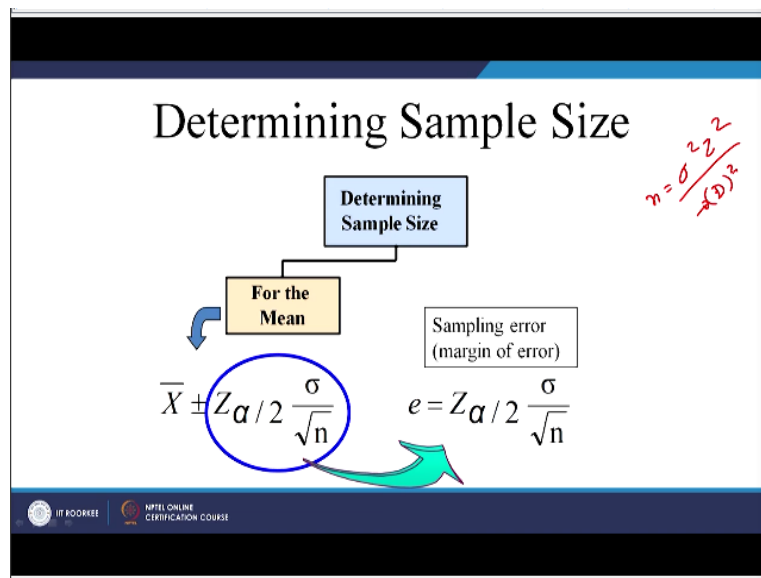 Determining Sample Size
n = σ²Z² / (D)²
Determining
Sample Size
For the
Mean
Sampling error
(margin of error)
X̅ ± Zα/2 σ/√n
e = Zα/2 σ/√n
IIT ROORKEE
NPTEL ONLINE
CERTIFICATION COURSE